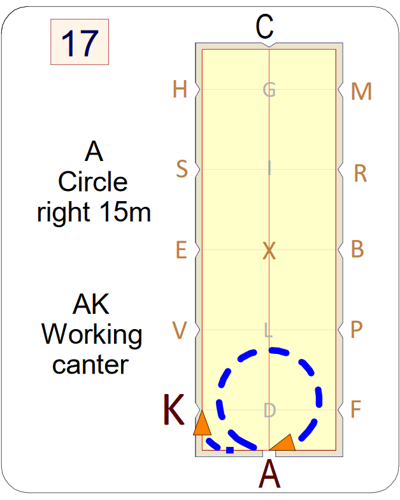 17
C
H G M
A
Circle
right 15m
S I R
E X B
AK
Working
canter
V L P
K D F
A